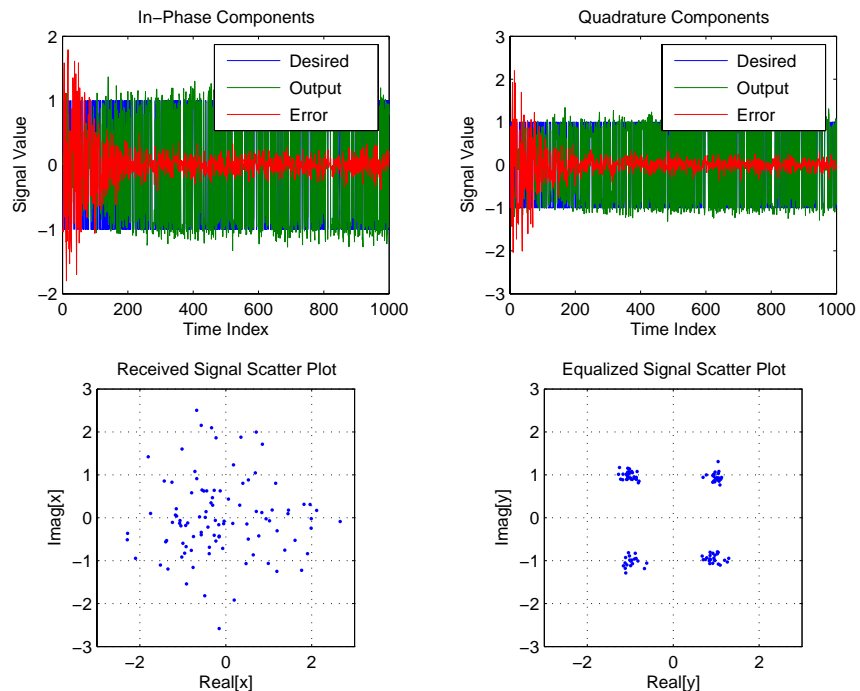 In-Phase Components
2
1
0
-1
-2
Signal Value
Desired
Output
Error
0 200 400 600 800 1000
Time Index
Quadrature Components
3
2
1
0
-1
-2
-3
Signal Value
Desired
Output
Error
0 200 400 600 800 1000
Time Index
Received Signal Scatter Plot
3
2
1
0
-1
-2
-3
Imag[x]
-2 0 2
Real[x]
Equalized Signal Scatter Plot
3
2
1
0
-1
-2
-3
Imag[y]
-2 0 2
Real[y]